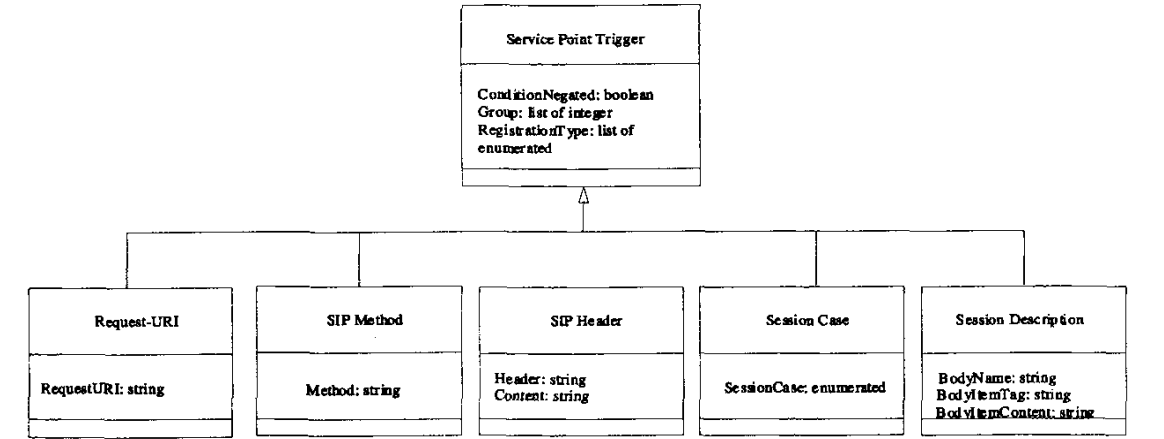 Service Point Trigger
ConditionNegated: boolean
Group: list of integer
RegistrationType: list of
enumerated
Request-URI
SIP Method
SIP Header
Session Case
Session Description
RequestURI: string
Method: string
Header: string
Content: string
SessionCase: enumerated
BodyName: string
BodyItemTag: string
BodyItemContent: string